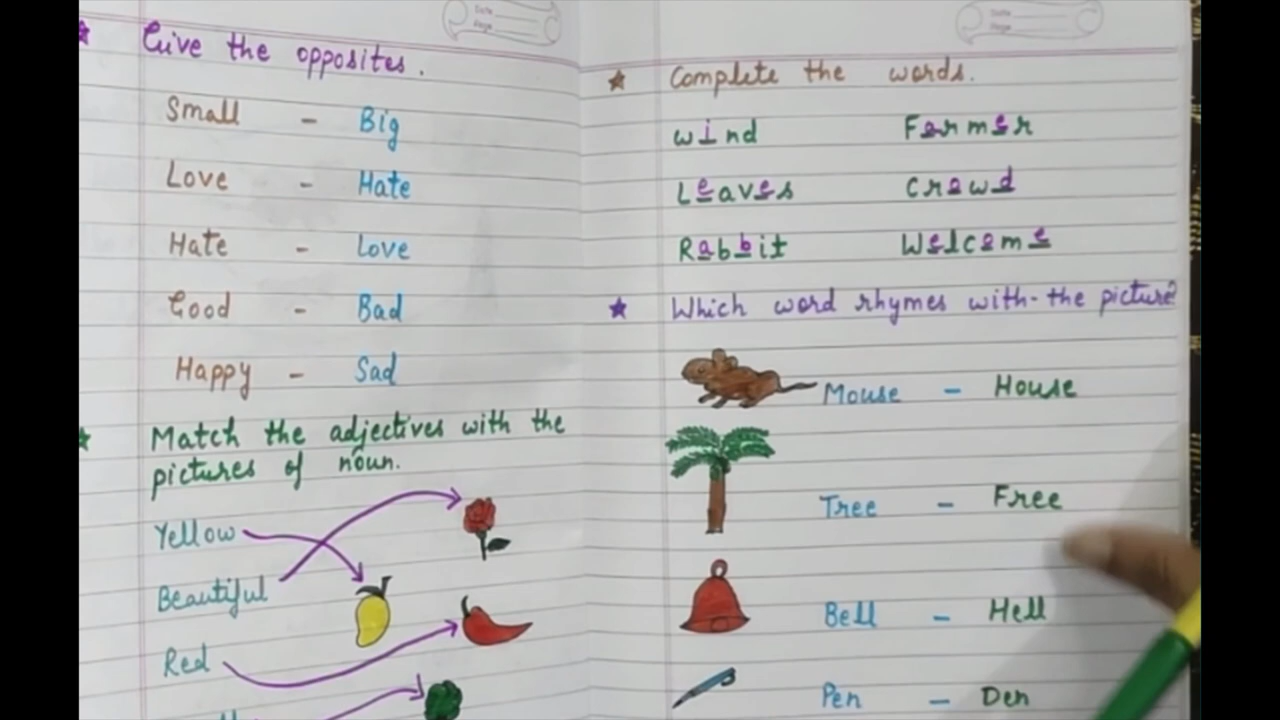 Give the opposites.
Small - Big
Love - Hate
Hate - Love
Good - Bad
Happy - Sad
Match the adjectives with the
pictures of noun.
Yellow
Beautiful
Red
Date
Page
Complete the words.
wind Farmer
Leaves Crowd
Rabbit Welcome
Which word rhymes with the picture?
Mouse - House
Tree - Free
Bell - Hell
Pen - Den